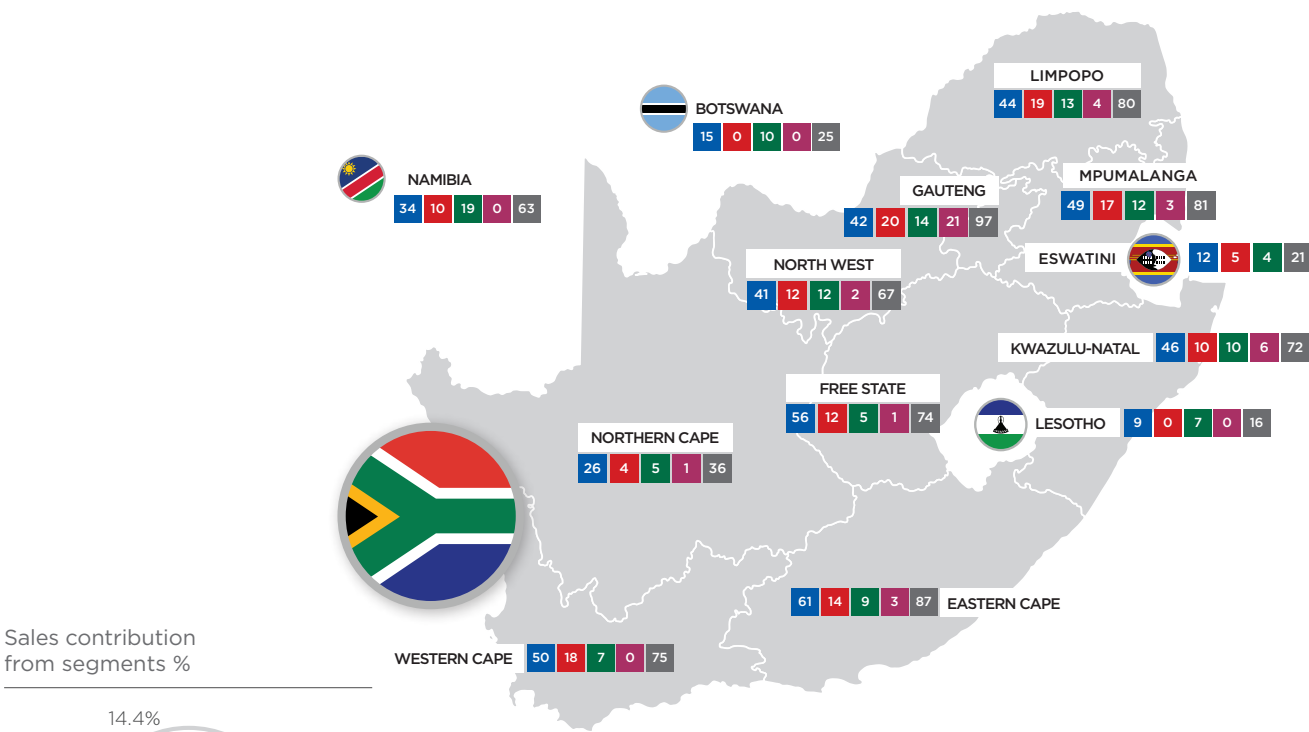 LIMPOPO
44 19 13 4 80
BOTSWANA
15 0 10 0 25
NAMIBIA
34 10 19 0 63
MPUMALANGA
49 17 12 3 81
GAUTENG
42 20 14 21 97
ESWATINI 12 5 4 21
NORTH WEST
41 12 12 2 67
KWAZULU-NATAL 46 10 10 6 72
FREE STATE
56 12 5 1 74
LESOTHO 9 0 7 0 16
NORTHERN CAPE
26 4 5 1 36
61 14 9 3 87 EASTERN CAPE
WESTERN CAPE 50 18 7 0 75
Sales contribution
from segments %
14.4%